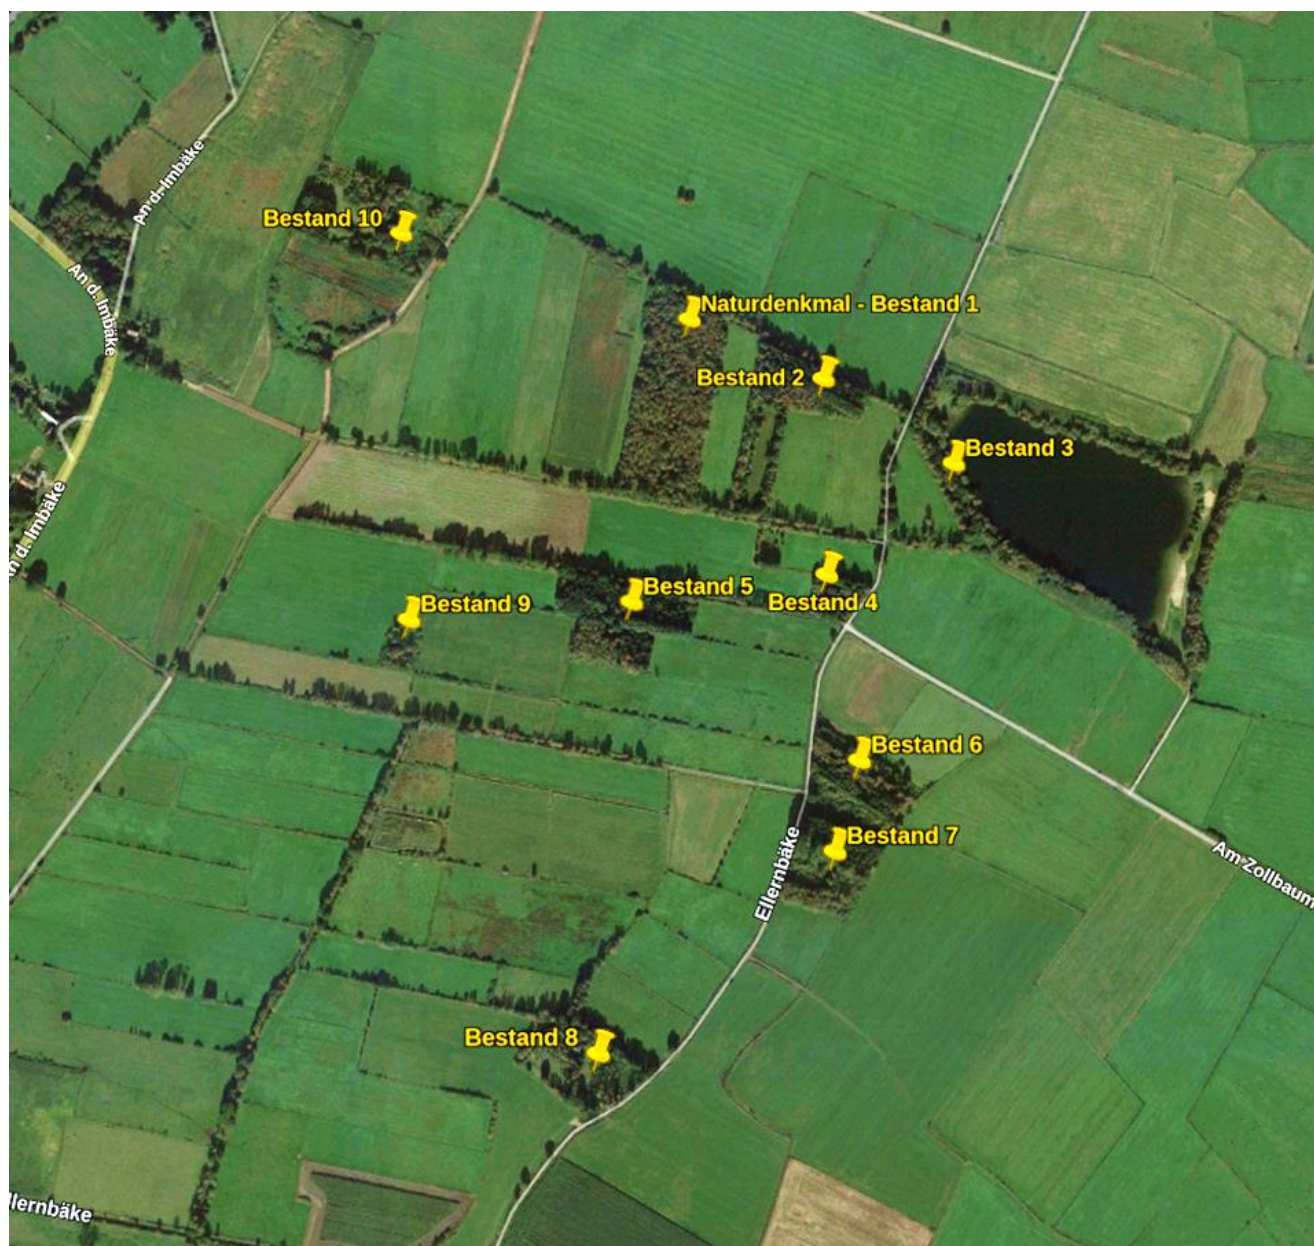 An d. Imbäke
Bestand 10
An d. Imbäke
Naturdenkmal - Bestand 1
Bestand 2
Bestand 3
An d. Imbäke
Bestand 5
Bestand 4
Bestand 9
Bestand 6
Bestand 7
Am Zollbaum
Ellernbäke
Bestand 8
llernbäke